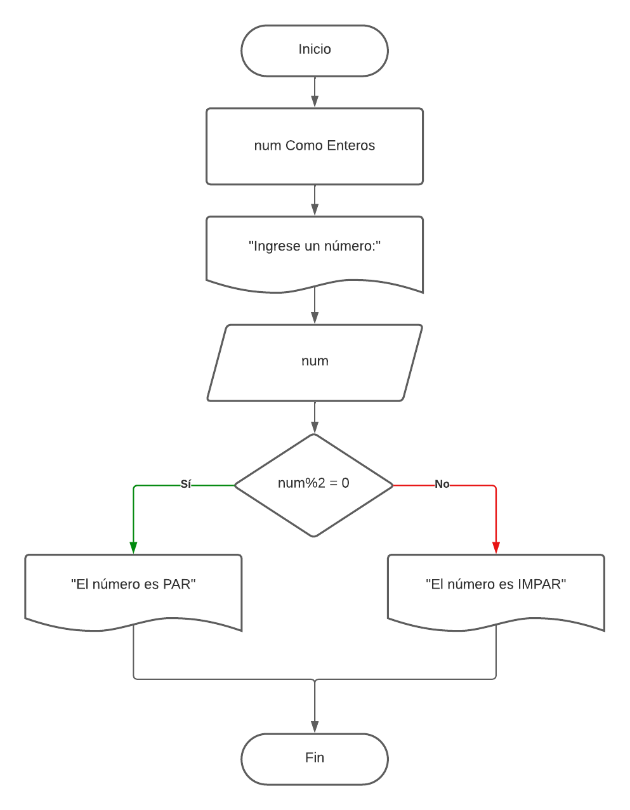 Inicio
num Como Enteros
"Ingrese un número:"
num
num%2 = 0
Sí
No
"El número es PAR"
"El número es IMPAR"
Fin